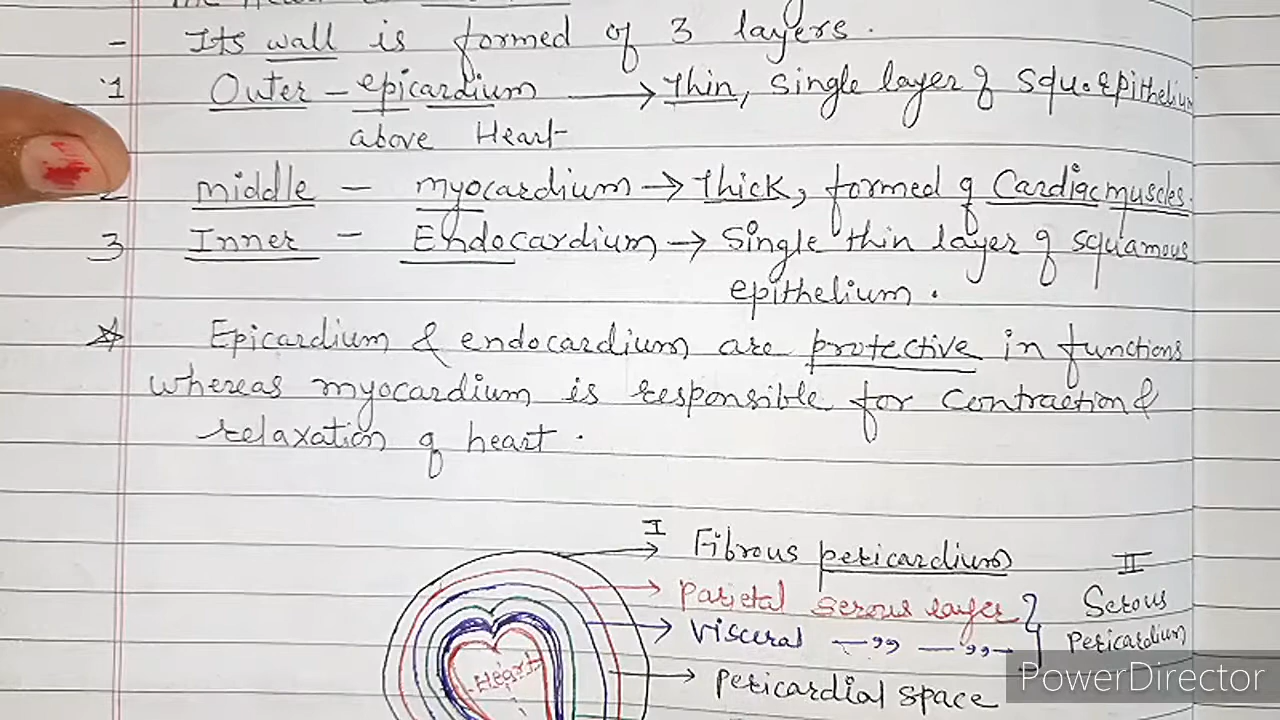 - Its wall is formed of 3 layers.
1 Outer - epicardium → thin, single layer of squ. epithelium
above Heart
2 middle - myocardium → thick, formed of Cardiac muscles.
3 Inner - Endocardium → Single thin layer of squamous
epithelium.
☆ Epicardium & endocardium are protective in functions
whereas myocardium is responsible for contraction &
relaxation of heart.
I → Fibrous pericardium II
→ parietal serous layer } Serous
→ visceral —,,— —,,— Pericardium
→ pericardial space
Heart
PowerDirector